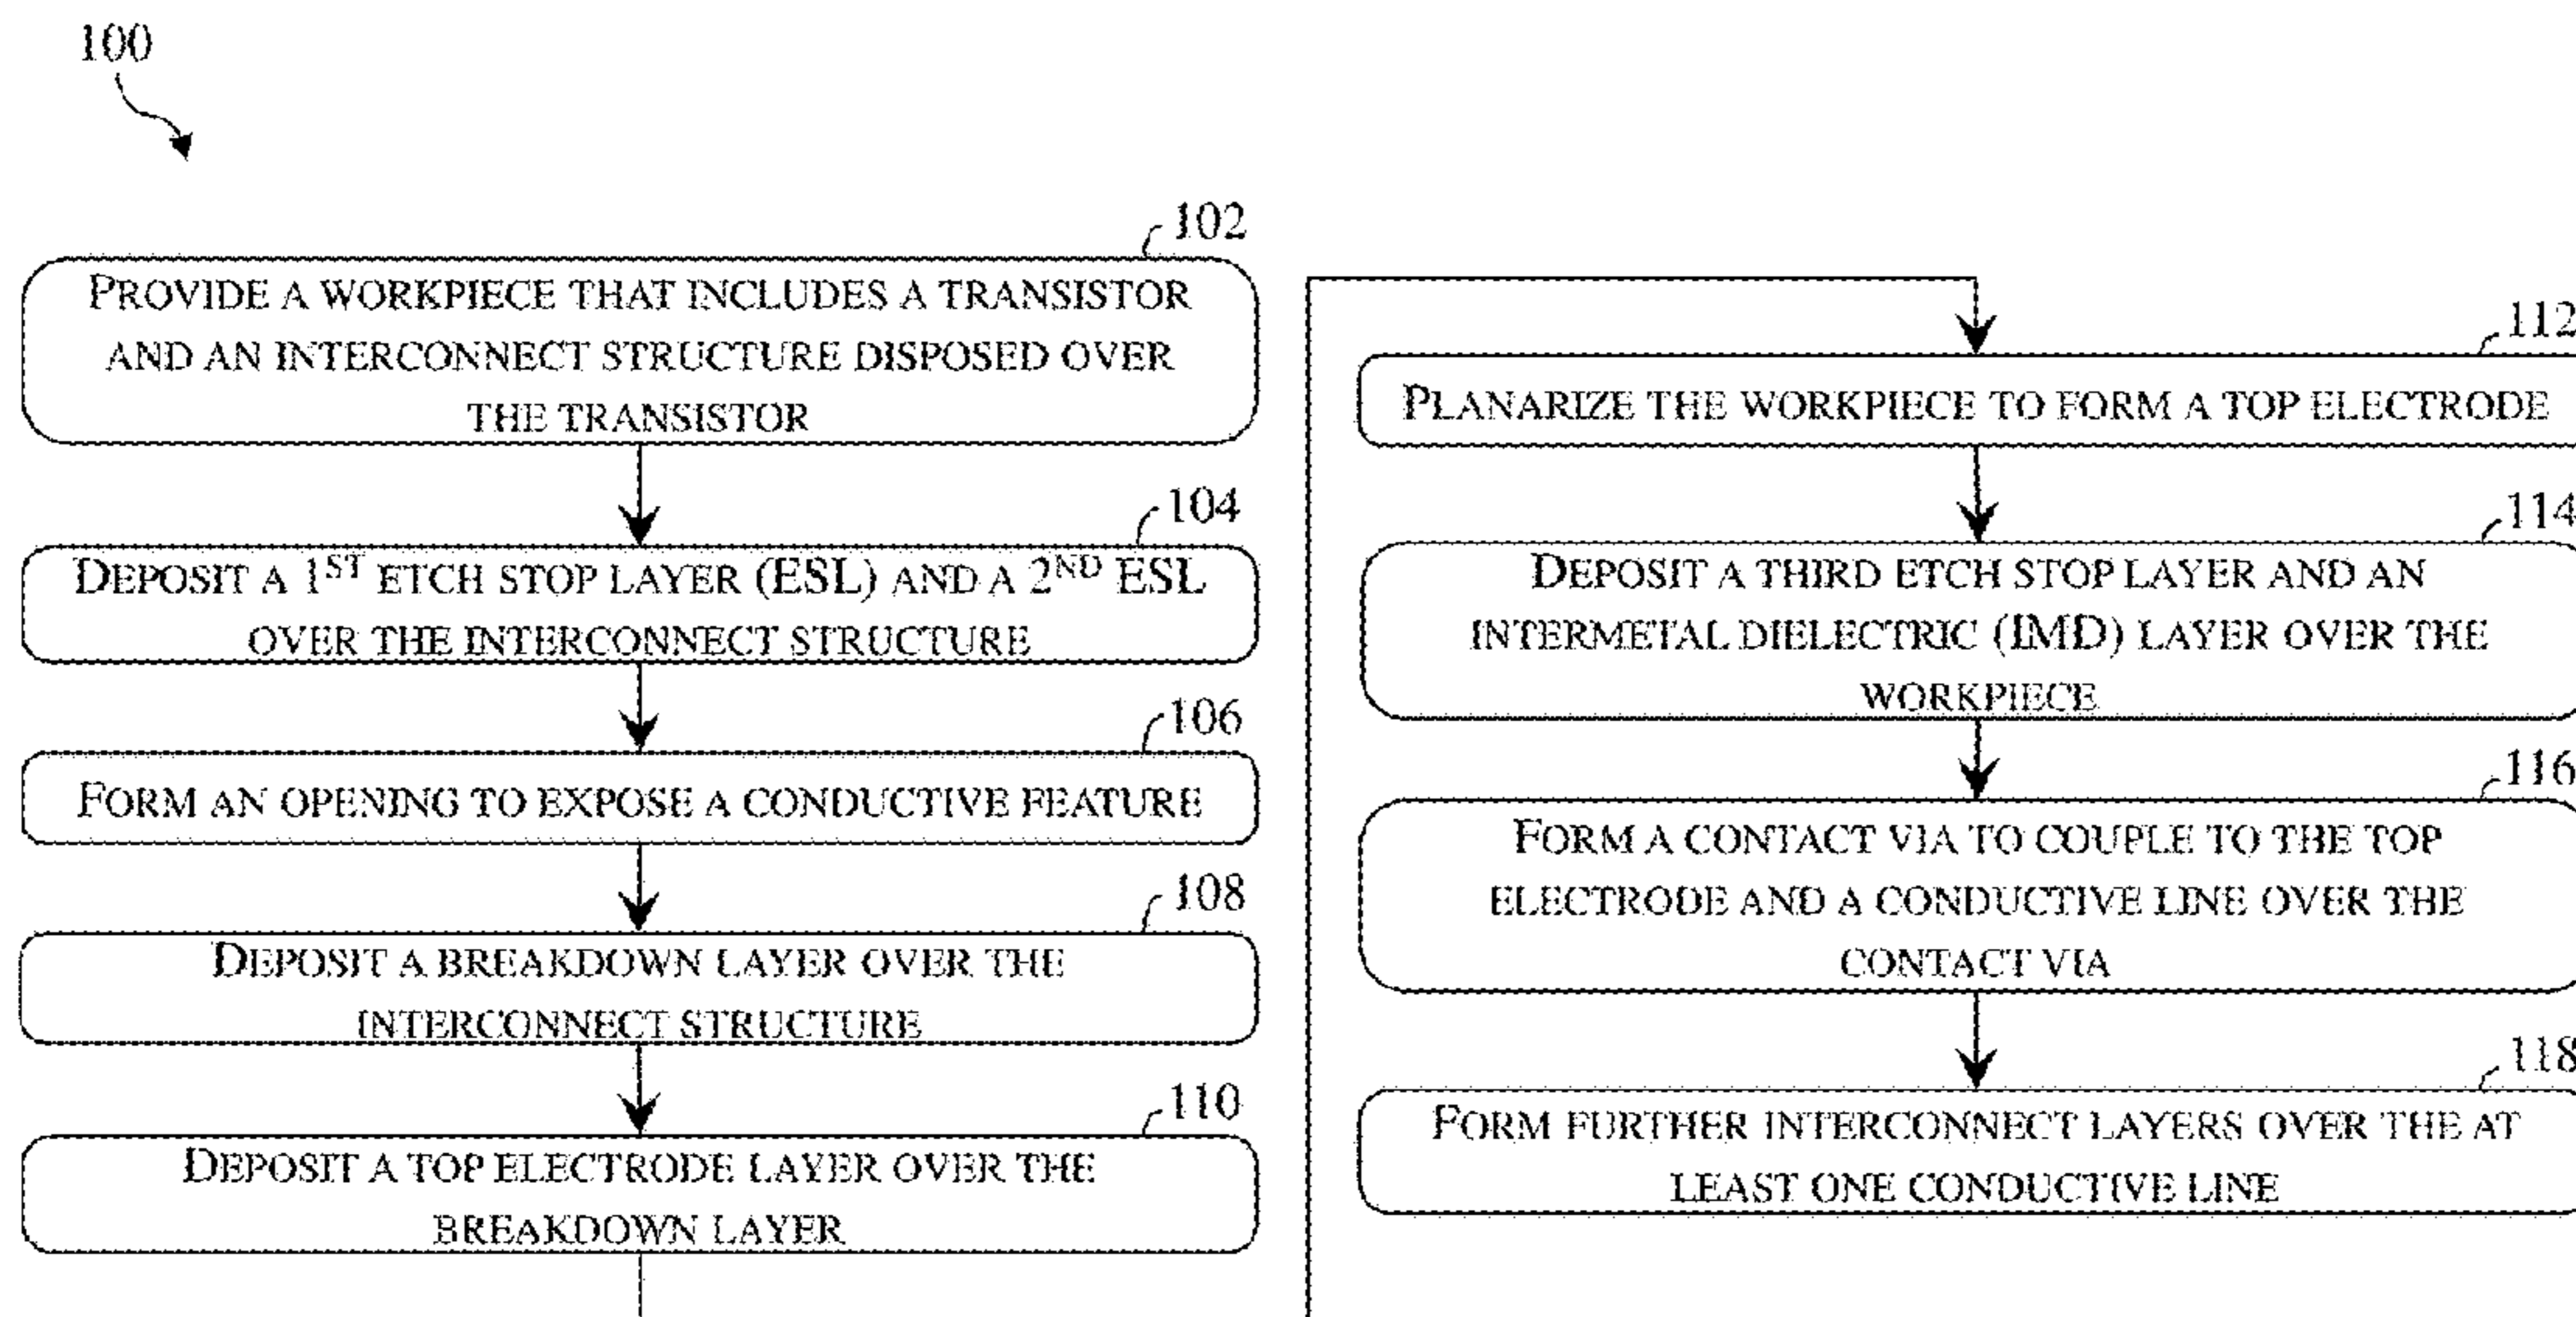 100
102
PROVIDE A WORKPIECE THAT INCLUDES A TRANSISTOR
AND AN INTERCONNECT STRUCTURE DISPOSED OVER
THE TRANSISTOR
104
DEPOSIT A 1ST ETCH STOP LAYER (ESL) AND A 2ND ESL
OVER THE INTERCONNECT STRUCTURE
106
FORM AN OPENING TO EXPOSE A CONDUCTIVE FEATURE
108
DEPOSIT A BREAKDOWN LAYER OVER THE
INTERCONNECT STRUCTURE
110
DEPOSIT A TOP ELECTRODE LAYER OVER THE
BREAKDOWN LAYER
112
PLANARIZE THE WORKPIECE TO FORM A TOP ELECTRODE
114
DEPOSIT A THIRD ETCH STOP LAYER AND AN
INTERMETAL DIELECTRIC (IMD) LAYER OVER THE
WORKPIECE
116
FORM A CONTACT VIA TO COUPLE TO THE TOP
ELECTRODE AND A CONDUCTIVE LINE OVER THE
CONTACT VIA
118
FORM FURTHER INTERCONNECT LAYERS OVER THE AT
LEAST ONE CONDUCTIVE LINE